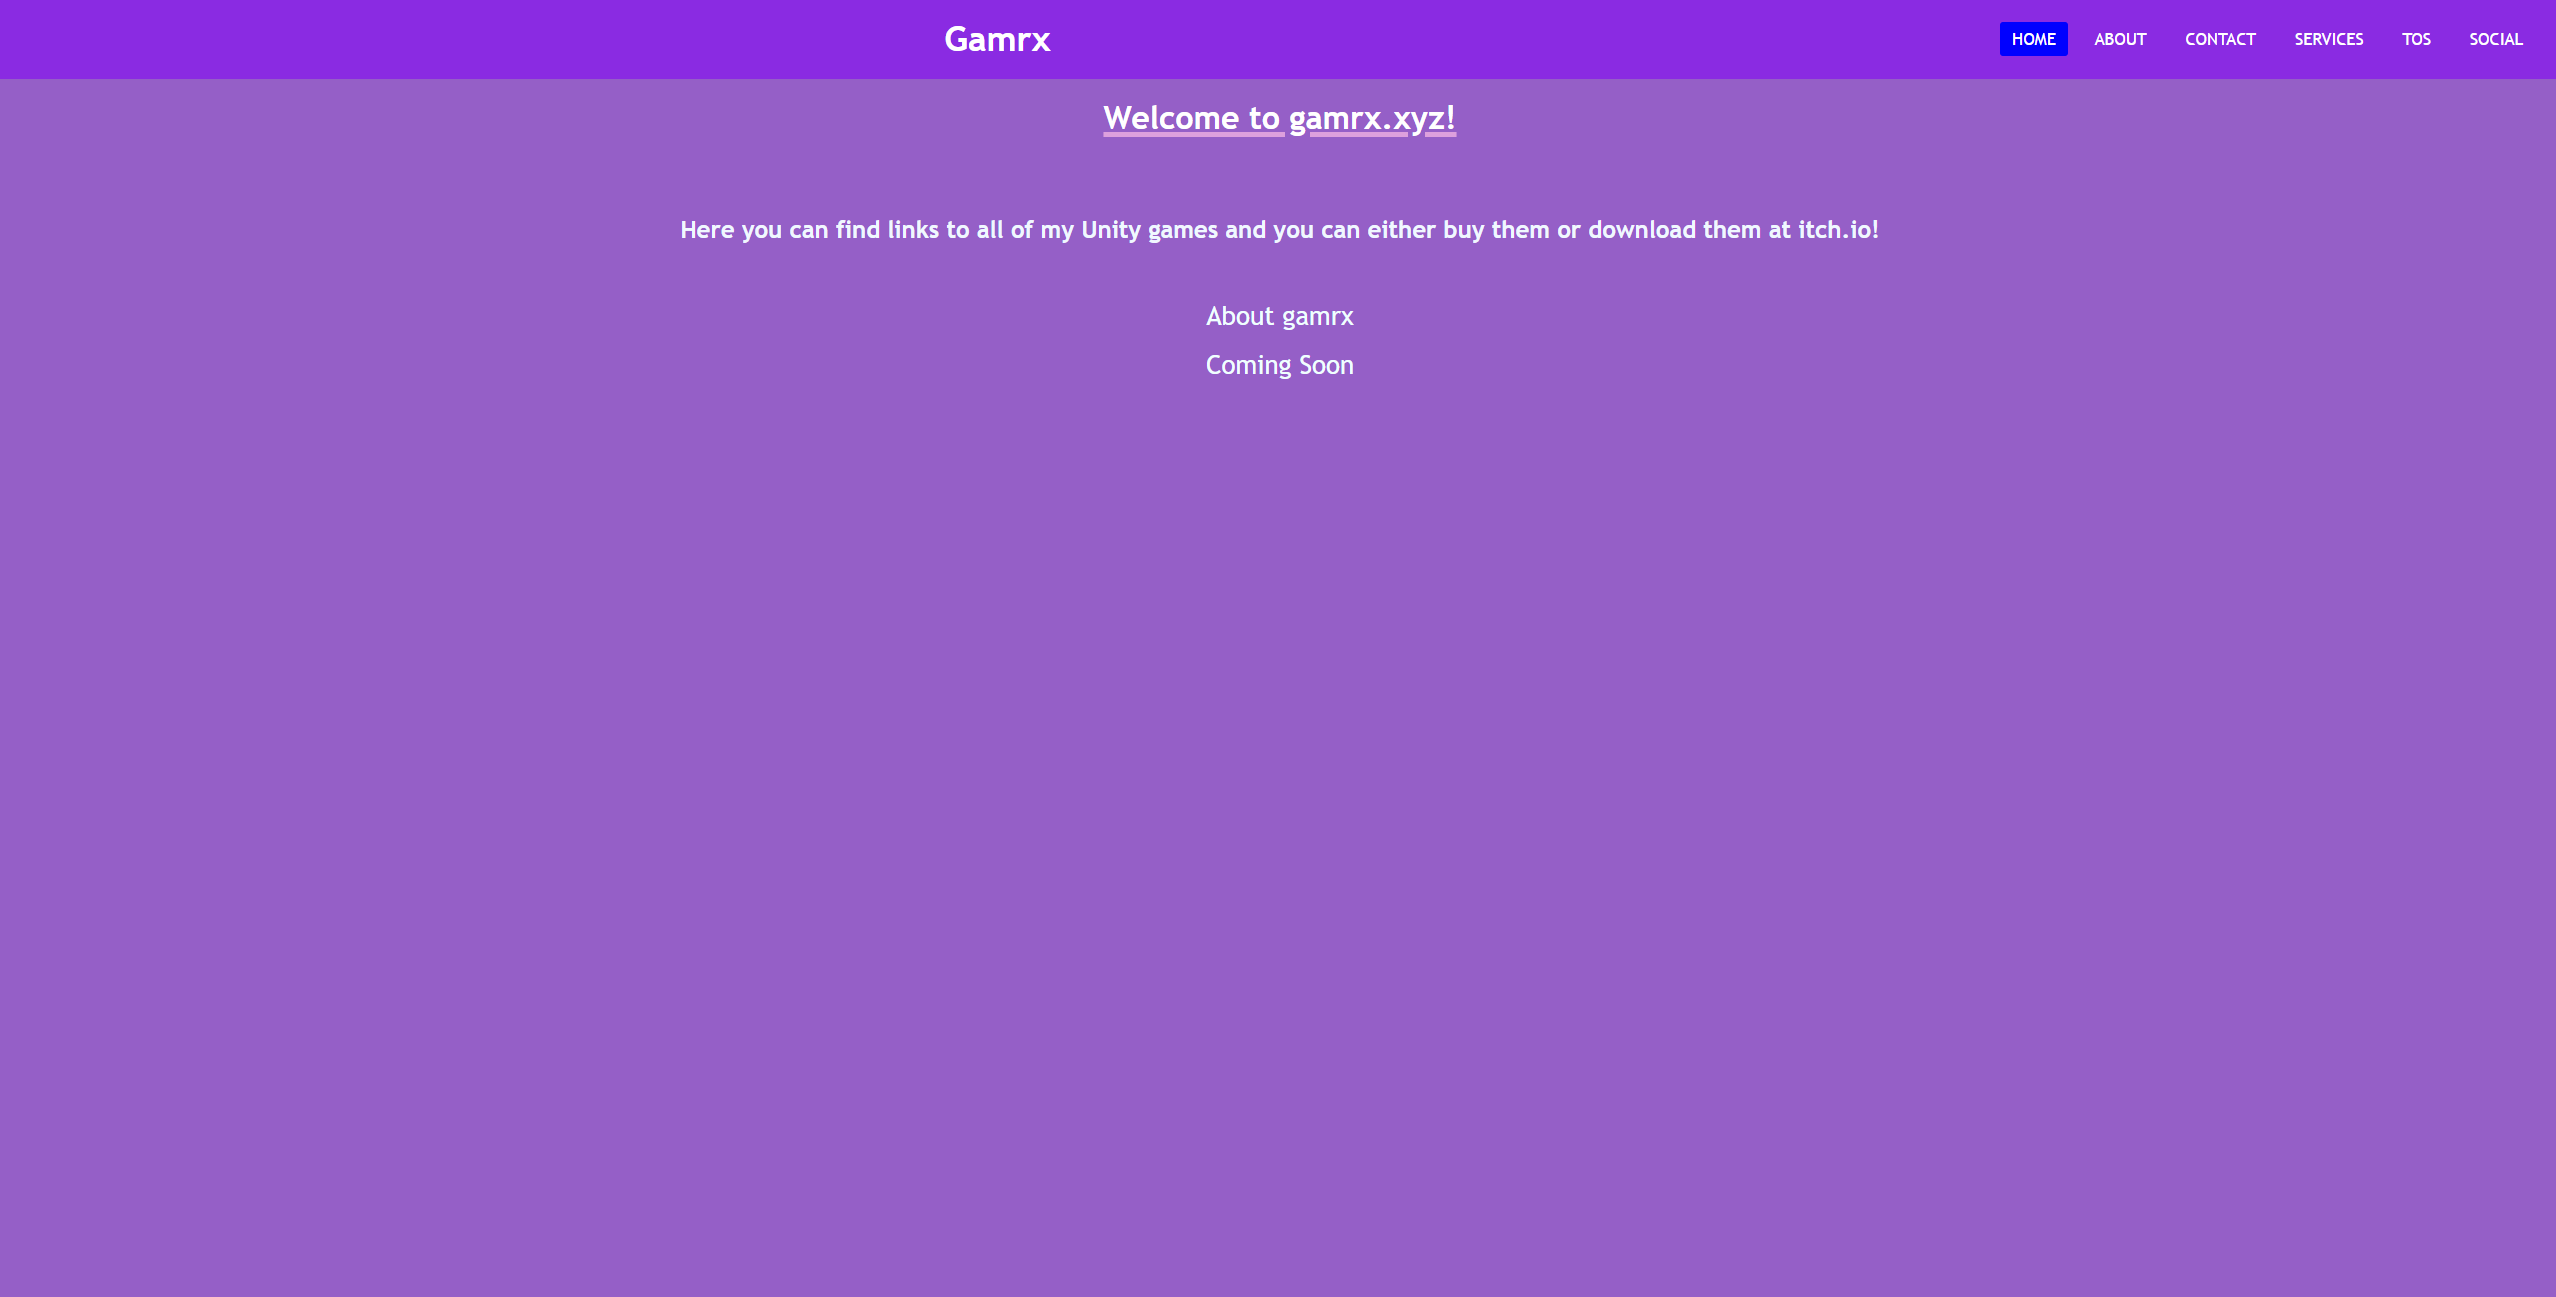 Gamrx
HOME ABOUT CONTACT SERVICES TOS SOCIAL
Welcome to gamrx.xyz!
Here you can find links to all of my Unity games and you can either buy them or download them at itch.io!
About gamrx
Coming Soon